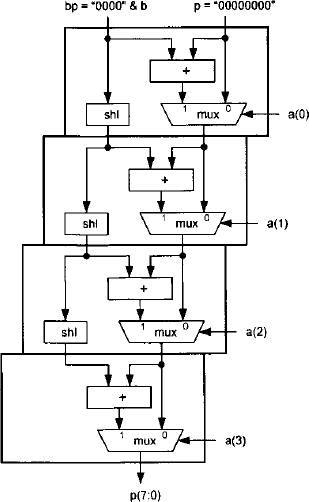 bp = "0000" & b p = "00000000"
+
shl 1 mux 0 a(0)
+
shl 1 mux 0 a(1)
+
shl 1 mux 0 a(2)
+
1 mux 0 a(3)
p(7:0)